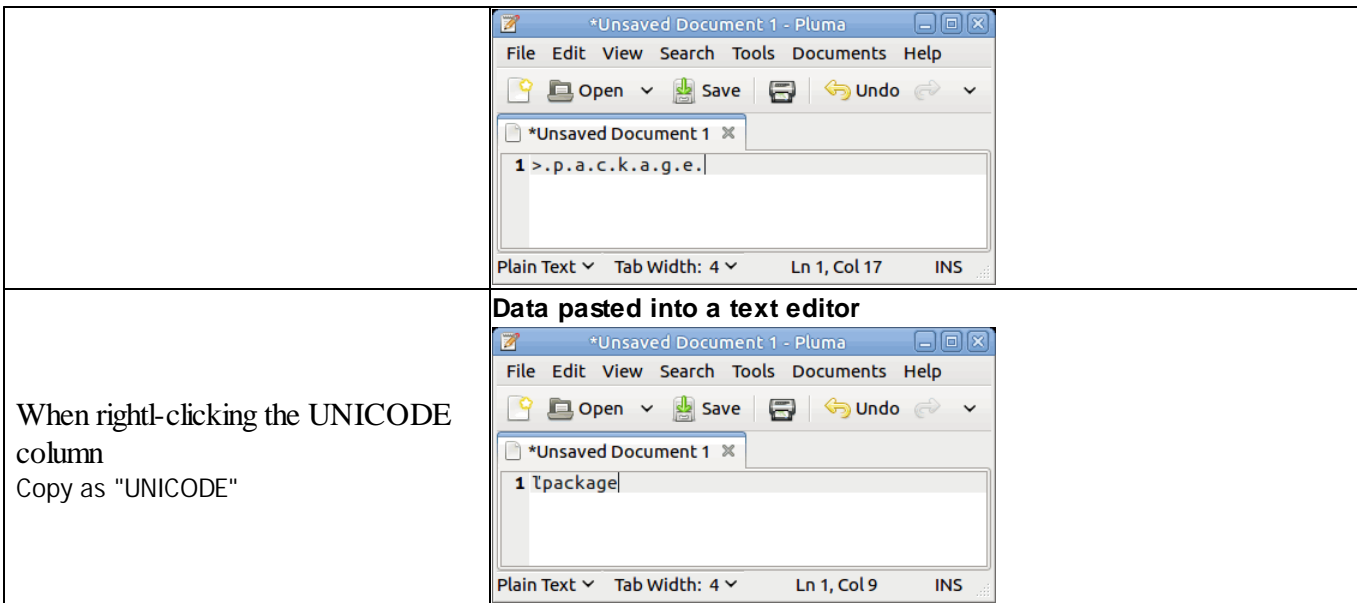 *Unsaved Document 1 - Pluma
File Edit View Search Tools Documents Help
Open Save Undo
*Unsaved Document 1
1 >.p.a.c.k.a.g.e.
Plain Text Tab Width: 4 Ln 1, Col 17 INS
When rightl-clicking the UNICODE
column
Copy as "UNICODE"
Data pasted into a text editor
*Unsaved Document 1 - Pluma
File Edit View Search Tools Documents Help
Open Save Undo
*Unsaved Document 1
1 ľpackage
Plain Text Tab Width: 4 Ln 1, Col 9 INS